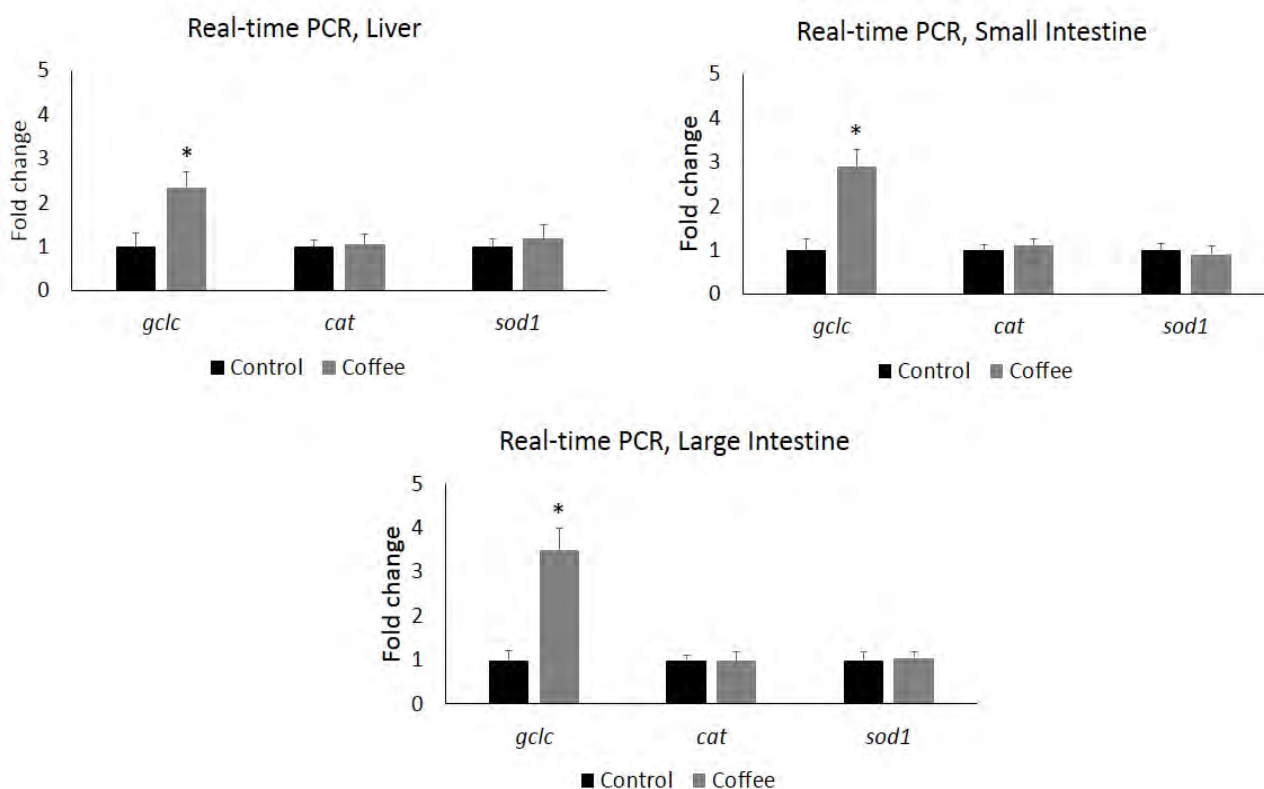 Real-time PCR, Liver
5
4
3
2
1
0
Fold change
*
gclc cat sod1
Control Coffee
Real-time PCR, Small Intestine
5
4
3
2
1
0
Fold change
*
gclc cat sod1
Control Coffee
Real-time PCR, Large Intestine
5
4
3
2
1
0
Fold change
*
gclc cat sod1
Control Coffee